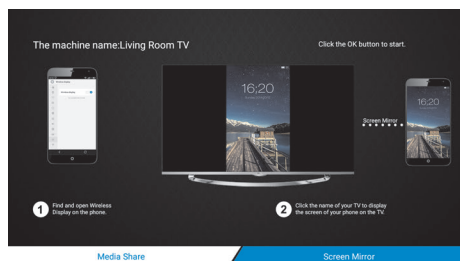 The machine name:Living Room TV
Click the OK button to start.
16:20
Screen Mirror
16:20
1
Find and open Wireless
Display on the phone.
2
Click the name of your TV to display
the screen of your phone on the TV.
Media Share
Screen Mirror